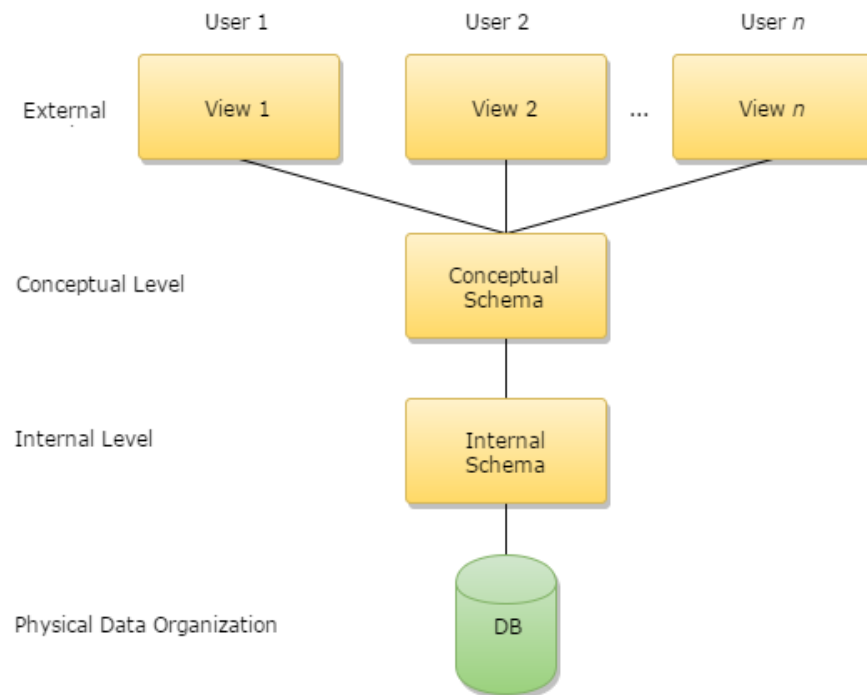 User 1
User 2
User n
External
View 1
View 2
...
View n
Conceptual Level
Conceptual
Schema
Internal Level
Internal
Schema
Physical Data Organization
DB